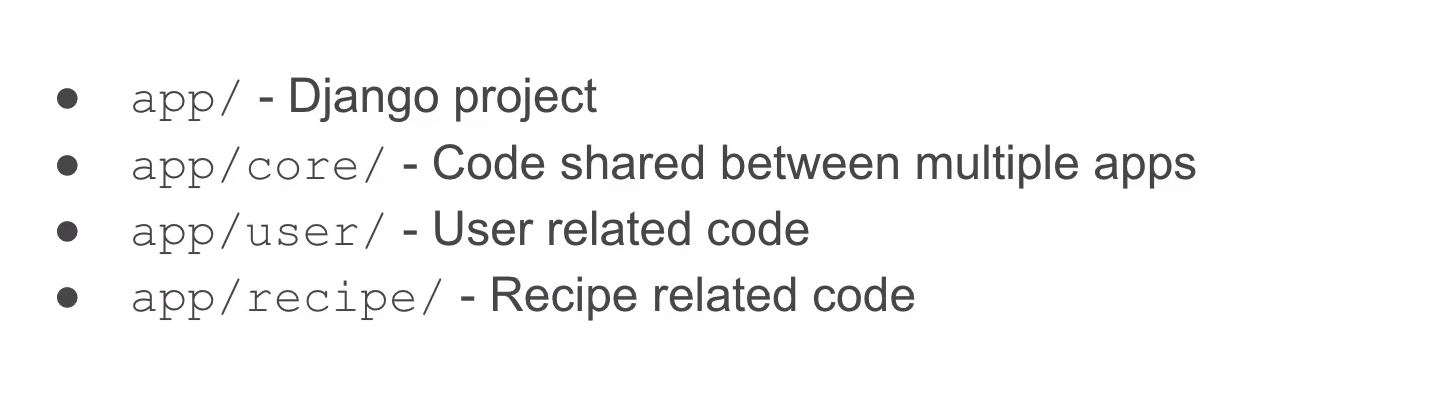 ● app/ - Django project
● app/core/ - Code shared between multiple apps
● app/user/ - User related code
● app/recipe/ - Recipe related code